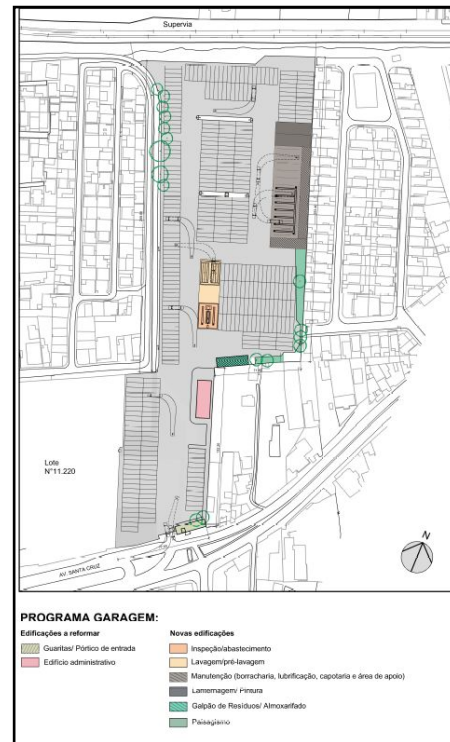 Supervia
Lote
N°11.220
AV. SANTA CRUZ
N
PROGRAMA GARAGEM:
Edificações a reformar
Guaritas/ Pórtico de entrada
Edifício administrativo
Novas edificações
Inspeção/abastecimento
Lavagem/pré-lavagem
Manutenção (borracharia, lubrificação, capotaria e área de apoio)
Lanternagem/ Pintura
Galpão de Resíduos/ Almoxarifado
Paisagismo